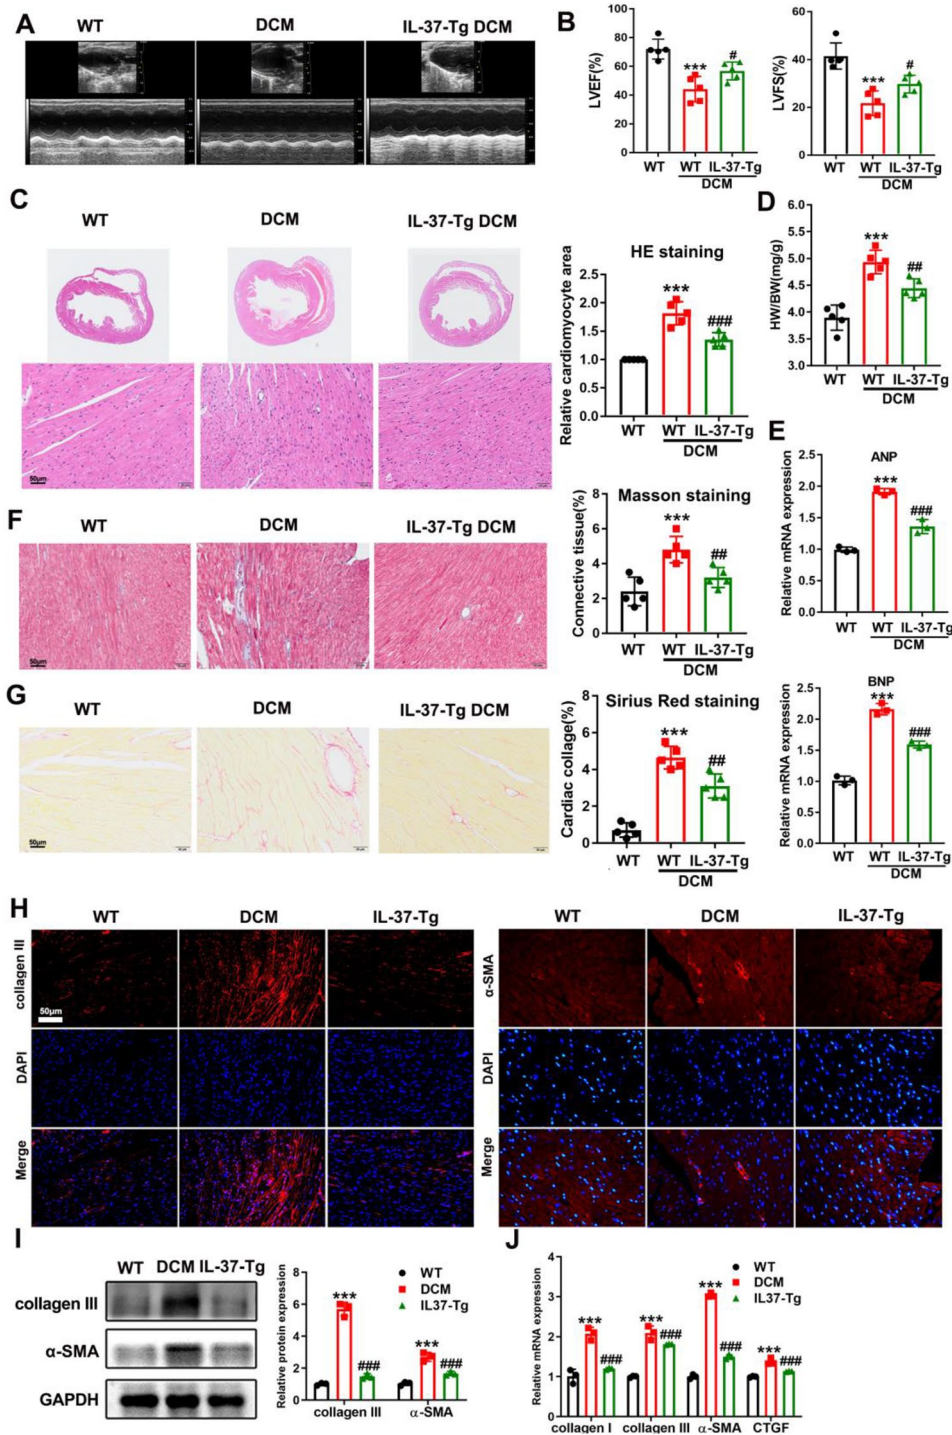 A
WT DCM IL-37-Tg DCM
B
LVEF(%)
100
80
60
40
20
0
***
#
WT WT IL-37-Tg
DCM
LVFS(%)
60
40
20
0
***
#
WT WT IL-37-Tg
DCM
C
WT DCM IL-37-Tg DCM
50μm
HE staining
Relative cardiomyocyte area
2.5
2.0
1.5
1.0
0.5
0.0
***
###
WT WT IL-37-Tg
DCM
D
HW/BW(mg/g)
5.0
4.5
4.0
3.5
3.0
***
##
WT WT IL-37-Tg
DCM
E
ANP
Relative mRNA expression
2.5
2.0
1.5
1.0
0.5
0.0
***
###
WT WT IL-37-Tg
DCM
BNP
Relative mRNA expression
2.5
2.0
1.5
1.0
0.5
0.0
***
###
WT WT IL-37-Tg
DCM
F
WT DCM IL-37-Tg DCM
50μm
Masson staining
Connective tissue(%)
8
6
4
2
0
***
##
WT WT IL-37-Tg
DCM
G
WT DCM IL-37-Tg DCM
50μm
Sirius Red staining
Cardiac collage(%)
8
6
4
2
0
***
##
WT WT IL-37-Tg
DCM
H
WT DCM IL-37-Tg
collagen III
50μm
DAPI
Merge
WT DCM IL-37-Tg
α-SMA
DAPI
Merge
I
WT DCM IL-37-Tg
collagen III
α-SMA
GAPDH
Relative protein expression
8
6
4
2
0
WT
DCM
IL37-Tg
***
###
***
###
collagen III α-SMA
J
Relative mRNA expression
4
3
2
1
0
WT
DCM
IL37-Tg
***
###
***
###
***
###
***
###
collagen I collagen III α-SMA CTGF